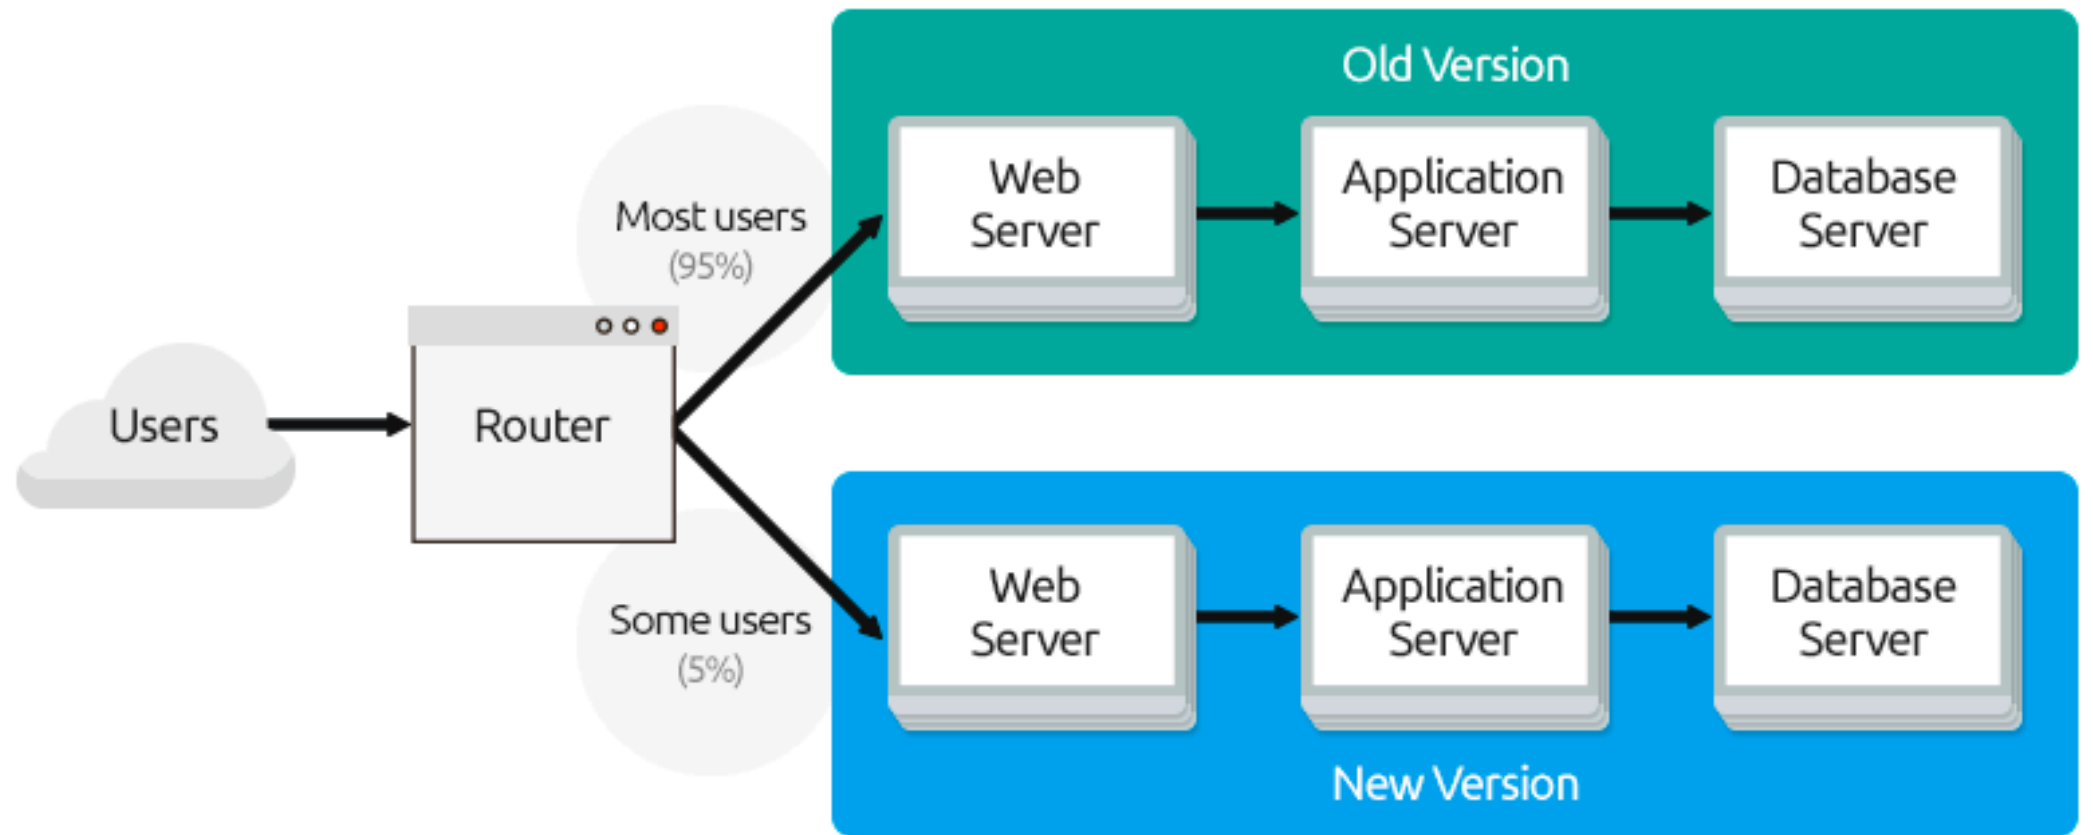 Old Version
Web
Server
Application
Server
Database
Server
Most users
(95%)
Users
Router
Some users
(5%)
Web
Server
Application
Server
Database
Server
New Version